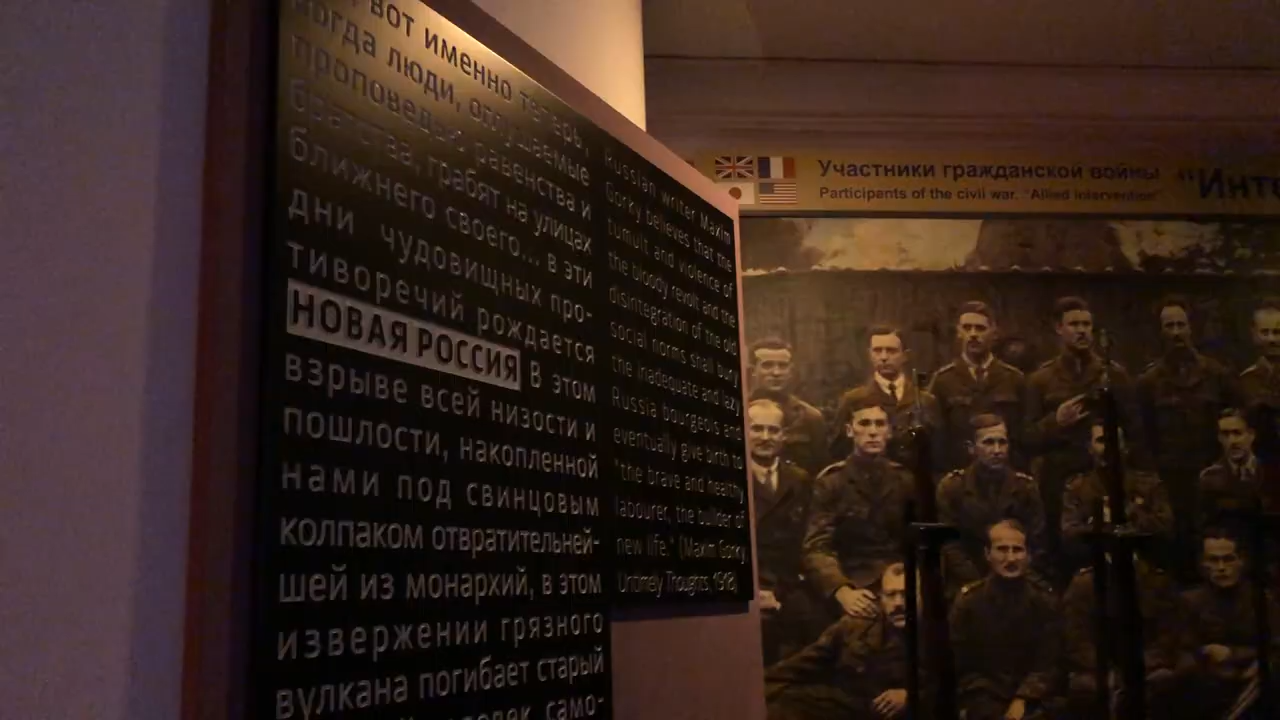 вот именно теперь,
когда люди, оглушаемые
проповедью равенства и
братства, грабят на улицах
ближнего своего... в эти
дни чудовищных про-
тиворечий рождается
НОВАЯ РОССИЯ В этом
взрыве всей низости и
пошлости, накопленной
нами под свинцовым
колпаком отвратительней-
шей из монархий, в этом
извержении грязного
вулкана погибает старый
само-
Russian writer Maxim
Gorky believes that the
tumult and violence of
the bloody revolt and the
disintegration of the old
social norms shall bury
the inadequate and lazy
Russia bourgeois and
eventually give birth to
"the brave and healthy
labourer, the builder of
new life." (Maxim Gorky
Untimely Thoughts, 1918)
Участники гражданской войны
Participants of the civil war. "Allied intervention"
"Инте